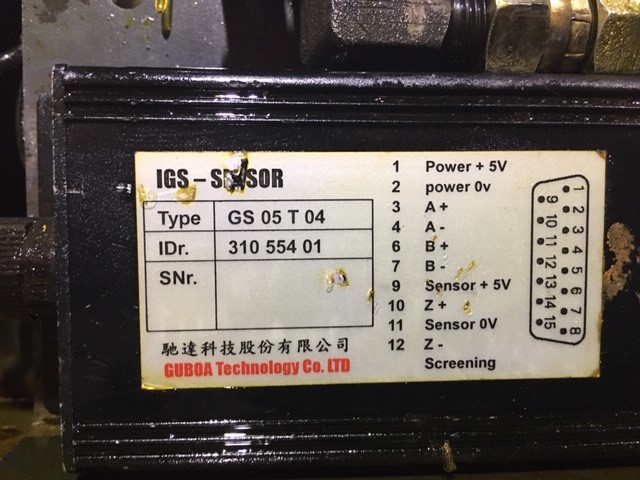 IGS – SENSOR
Type GS 05 T 04
IDr. 310 554 01
SNr.
馳達科技股份有限公司
GUBOA Technology Co. LTD
1 Power + 5V
2 power 0v
3 A +
4 A -
6 B +
7 B -
9 Sensor + 5V
10 Z +
11 Sensor 0V
12 Z -
Screening
1
2
3
4
5
6
7
8
9
10
11
12
13
14
15